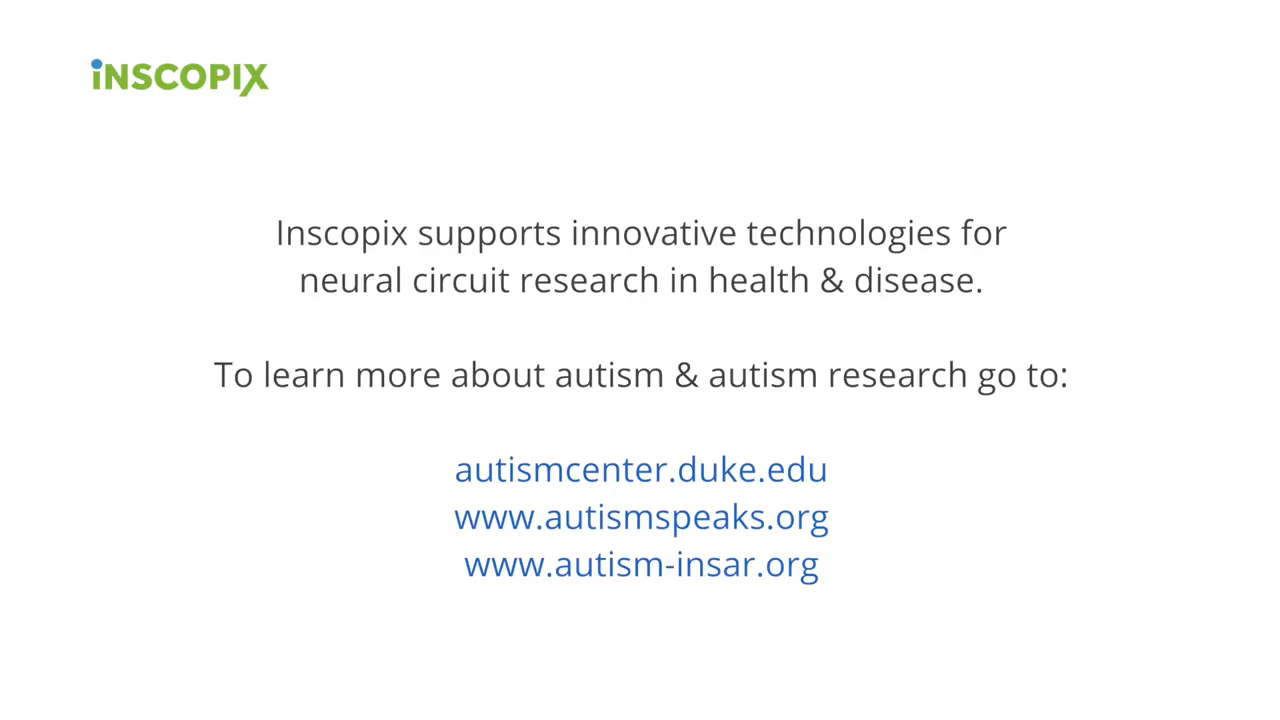 iNSCOPIX
Inscopix supports innovative technologies for
neural circuit research in health & disease.
To learn more about autism & autism research go to:
autismcenter.duke.edu
www.autismspeaks.org
www.autism-insar.org